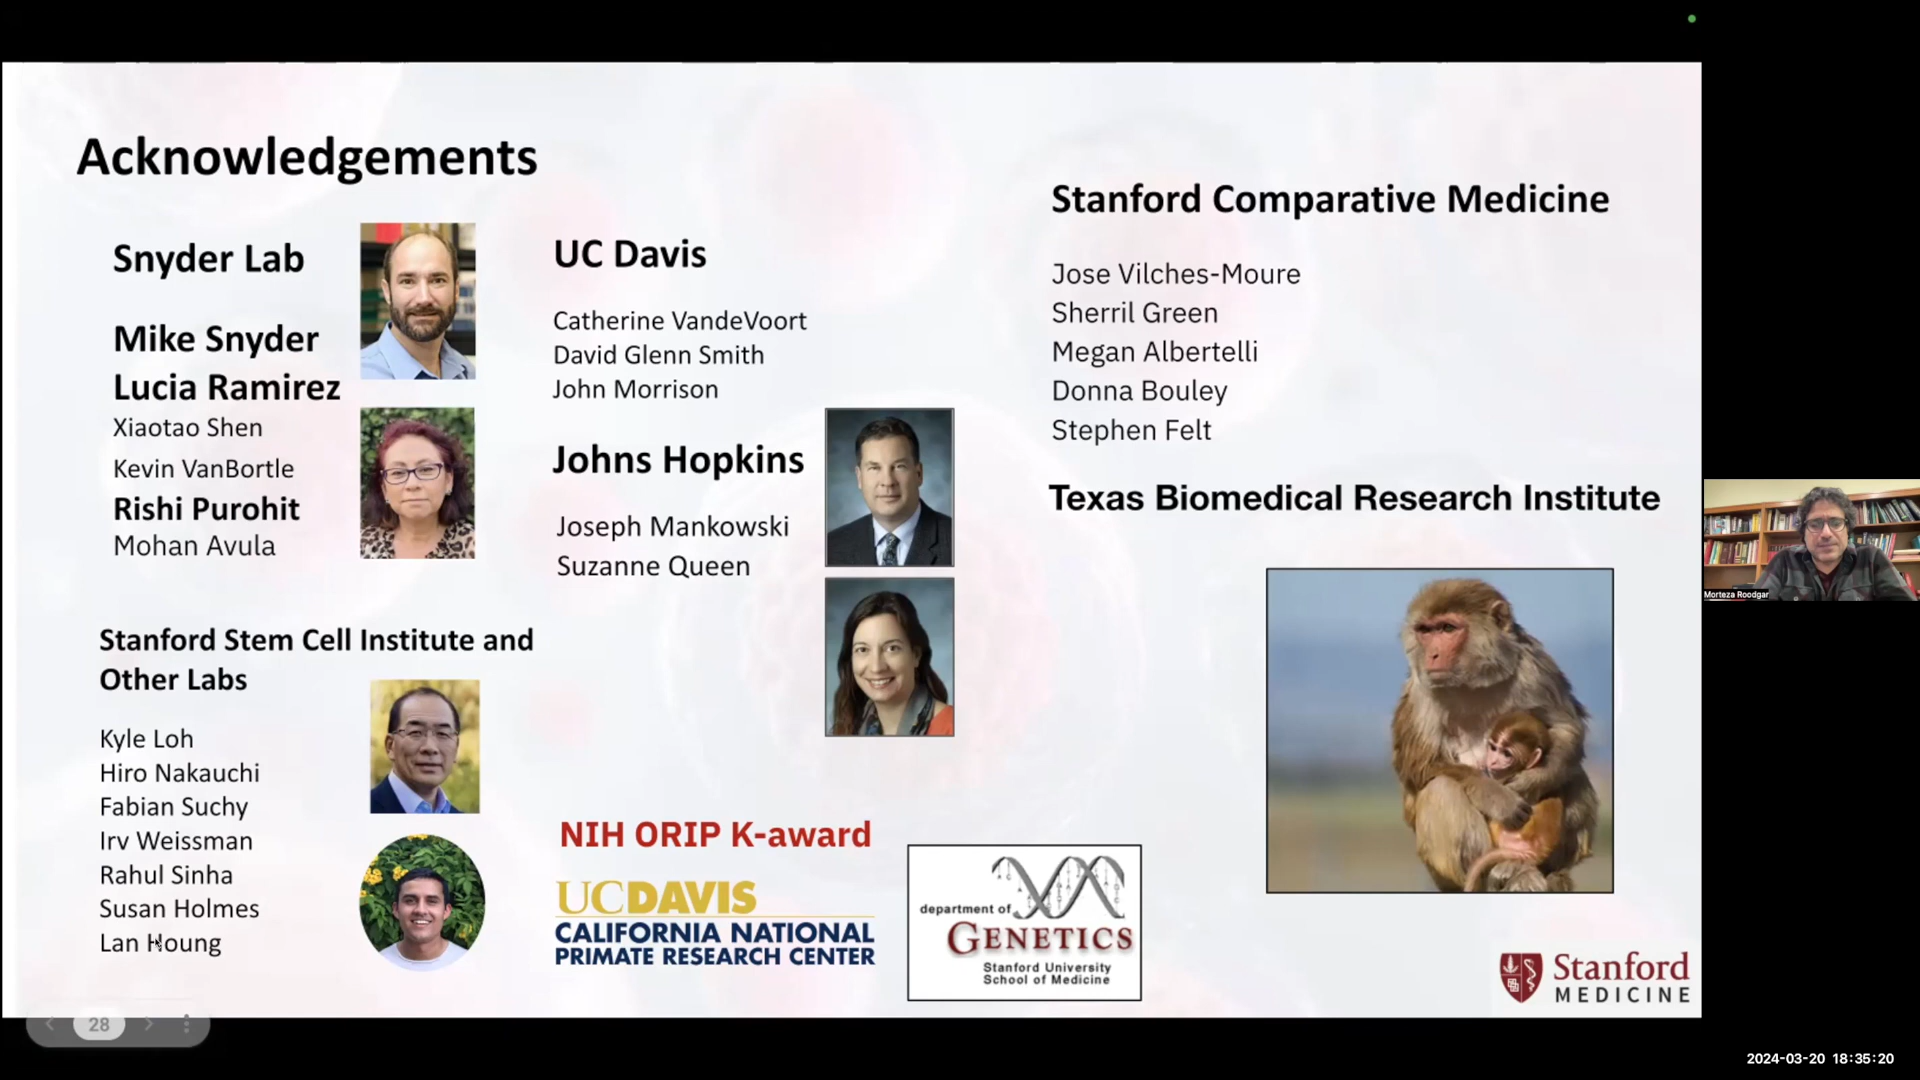 Acknowledgements
Snyder Lab
Mike Snyder
Lucia Ramirez
Xiaotao Shen
Kevin VanBortle
Rishi Purohit
Mohan Avula
Stanford Stem Cell Institute and
Other Labs
Kyle Loh
Hiro Nakauchi
Fabian Suchy
Irv Weissman
Rahul Sinha
Susan Holmes
Lan Houng
UC Davis
Catherine VandeVoort
David Glenn Smith
John Morrison
Johns Hopkins
Joseph Mankowski
Suzanne Queen
NIH ORIP K-award
UCDAVIS
CALIFORNIA NATIONAL
PRIMATE RESEARCH CENTER
department of
GENETICS
Stanford University
School of Medicine
Stanford Comparative Medicine
Jose Vilches-Moure
Sherril Green
Megan Albertelli
Donna Bouley
Stephen Felt
Texas Biomedical Research Institute
Stanford
MEDICINE
Morteza Roodgar
28
2024-03-20 18:35:20